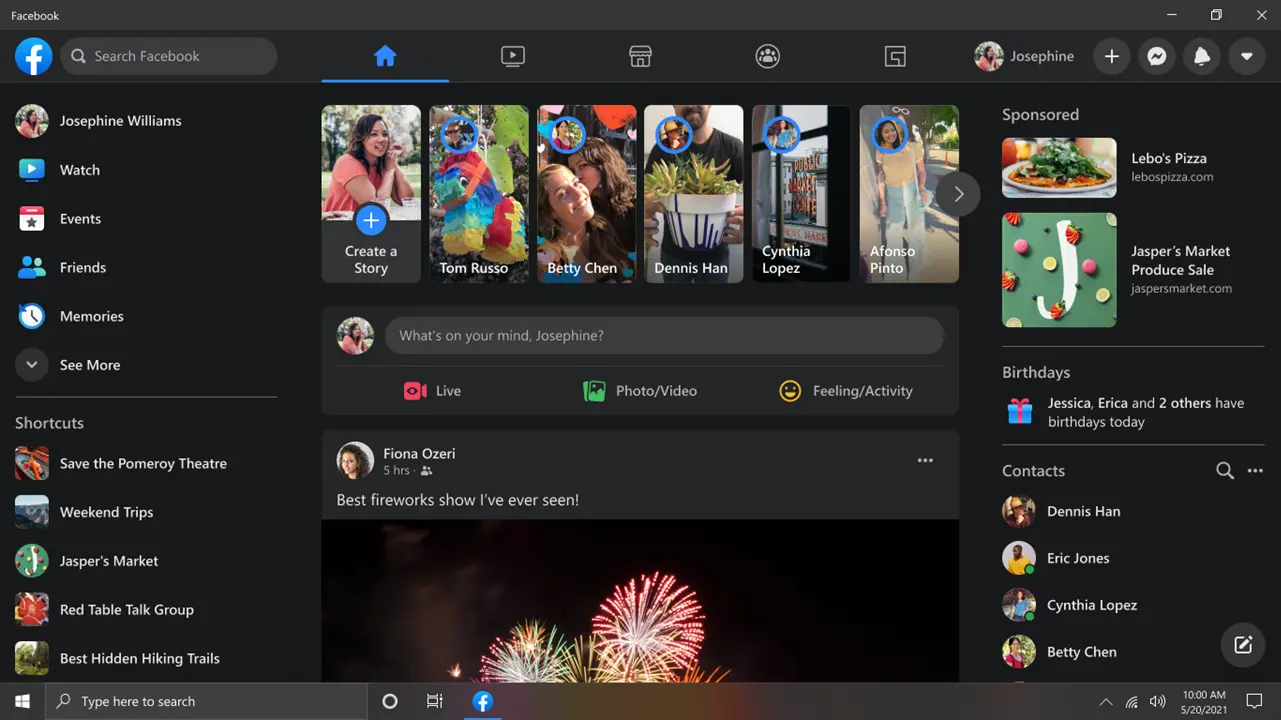 Facebook
Search Facebook
Josephine
Josephine Williams
Watch
Events
Friends
Memories
See More
Shortcuts
Save the Pomeroy Theatre
Weekend Trips
Jasper's Market
Red Table Talk Group
Best Hidden Hiking Trails
Create a
Story
Tom Russo
Betty Chen
Dennis Han
PUBLIC
MARKET
Cynthia
Lopez
Afonso
Pinto
What's on your mind, Josephine?
Live
Photo/Video
Feeling/Activity
Fiona Ozeri
5 hrs ·
Best fireworks show I've ever seen!
Sponsored
Lebo's Pizza
lebospizza.com
Jasper's Market
Produce Sale
jaspersmarket.com
Birthdays
Jessica, Erica and 2 others have
birthdays today
Contacts
Dennis Han
Eric Jones
Cynthia Lopez
Betty Chen
Type here to search
10:00 AM
5/20/2021